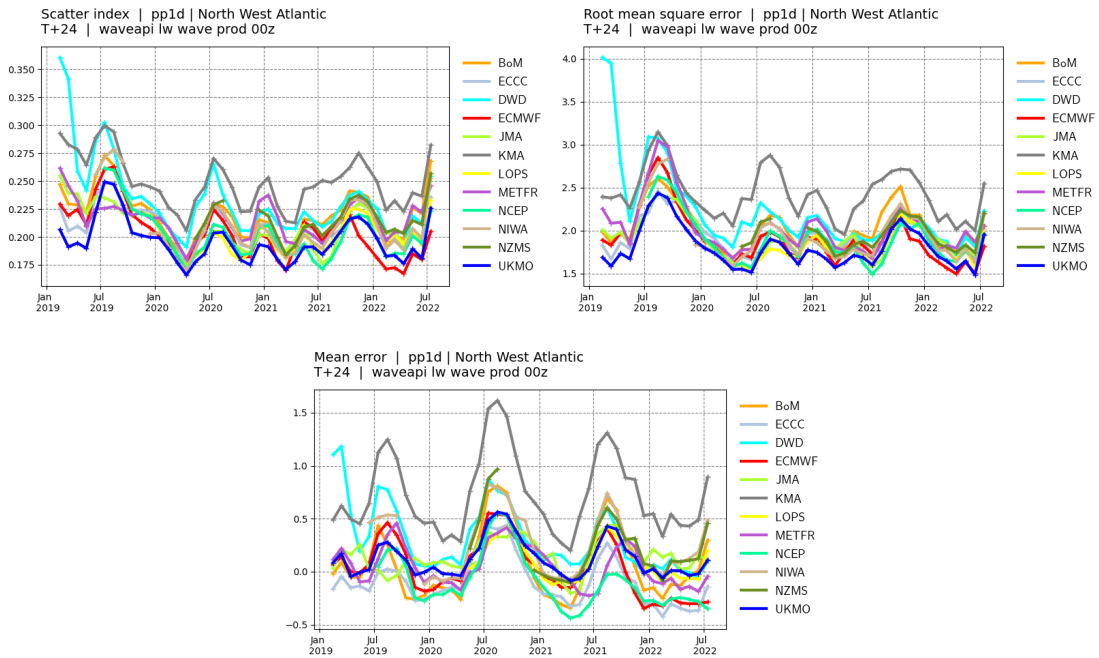 Scatter index | pp1d | North West Atlantic
T+24 | waveapi lw wave prod 00z
0.350
0.325
0.300
0.275
0.250
0.225
0.200
0.175
Jan
2019
Jul
2019
Jan
2020
Jul
2020
Jan
2021
Jul
2021
Jan
2022
Jul
2022
BoM
ECCC
DWD
ECMWF
JMA
KMA
LOPS
METFR
NCEP
NIWA
NZMS
UKMO
Root mean square error | pp1d | North West Atlantic
T+24 | waveapi lw wave prod 00z
4.0
3.5
3.0
2.5
2.0
1.5
Jan
2019
Jul
2019
Jan
2020
Jul
2020
Jan
2021
Jul
2021
Jan
2022
Jul
2022
BoM
ECCC
DWD
ECMWF
JMA
KMA
LOPS
METFR
NCEP
NIWA
NZMS
UKMO
Mean error | pp1d | North West Atlantic
T+24 | waveapi lw wave prod 00z
1.5
1.0
0.5
0.0
−0.5
Jan
2019
Jul
2019
Jan
2020
Jul
2020
Jan
2021
Jul
2021
Jan
2022
Jul
2022
BoM
ECCC
DWD
ECMWF
JMA
KMA
LOPS
METFR
NCEP
NIWA
NZMS
UKMO